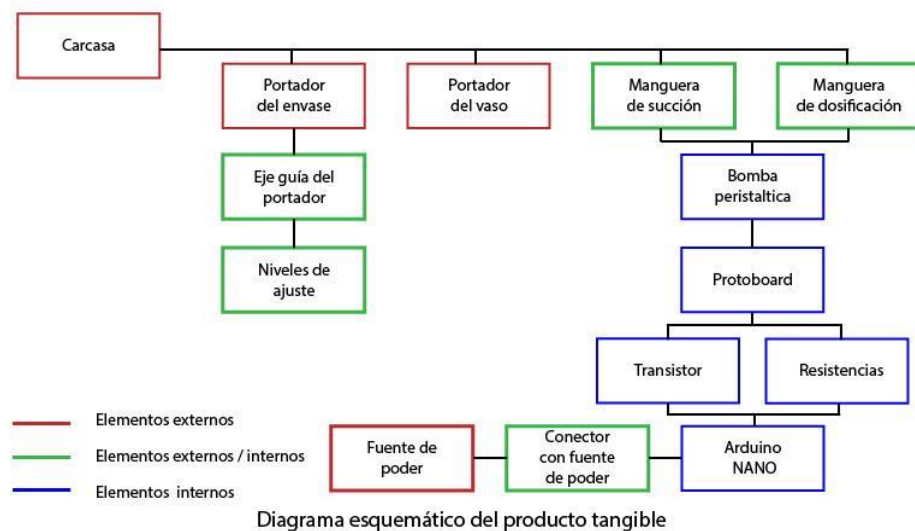 Carcasa
Portador
del envase
Portador
del vaso
Manguera
de succión
Manguera
de dosificación
Eje guía del
portador
Bomba
peristaltica
Niveles de
ajuste
Protoboard
Transistor
Resistencias
Elementos externos
Elementos externos / internos
Elementos internos
Fuente de
poder
Conector
con fuente
de poder
Arduino
NANO
Diagrama esquemático del producto tangible